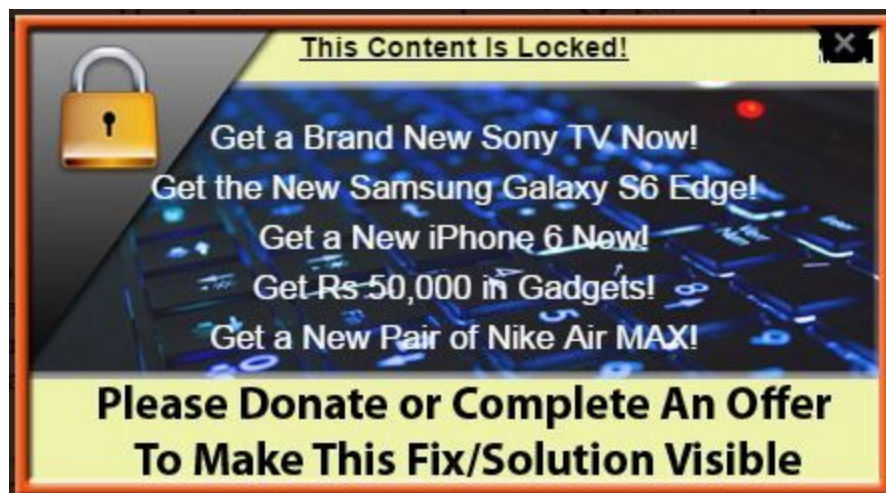 This Content Is Locked!
Get a Brand New Sony TV Now!
Get the New Samsung Galaxy S6 Edge!
Get a New iPhone 6 Now!
Get Rs 50,000 in Gadgets!
Get a New Pair of Nike Air MAX!
Please Donate or Complete An Offer
To Make This Fix/Solution Visible